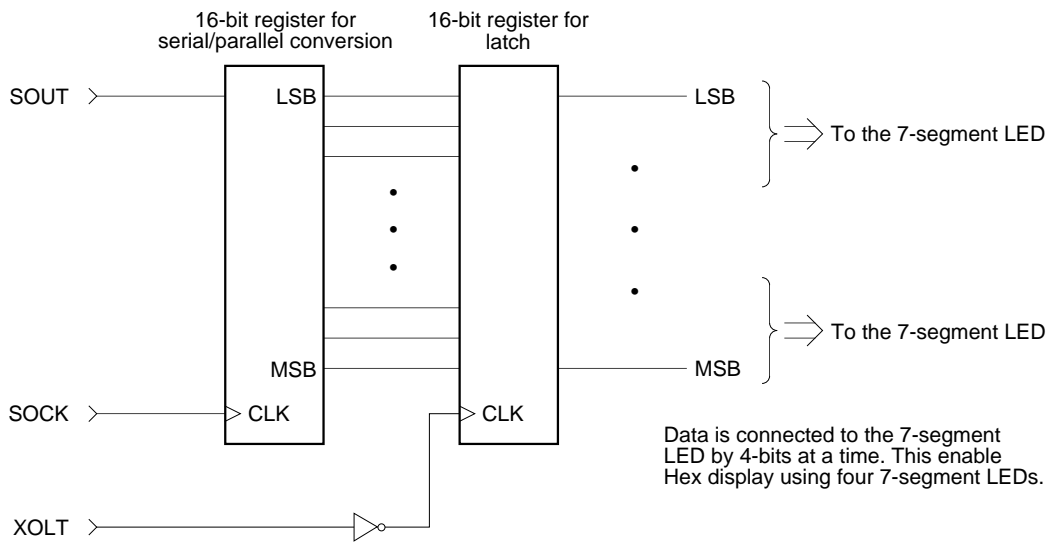 16-bit register for
serial/parallel conversion
16-bit register for
latch
SOUT
LSB
LSB
To the 7-segment LED
To the 7-segment LED
MSB
MSB
SOCK
CLK
CLK
Data is connected to the 7-segment
LED by 4-bits at a time. This enable
Hex display using four 7-segment LEDs.
XOLT